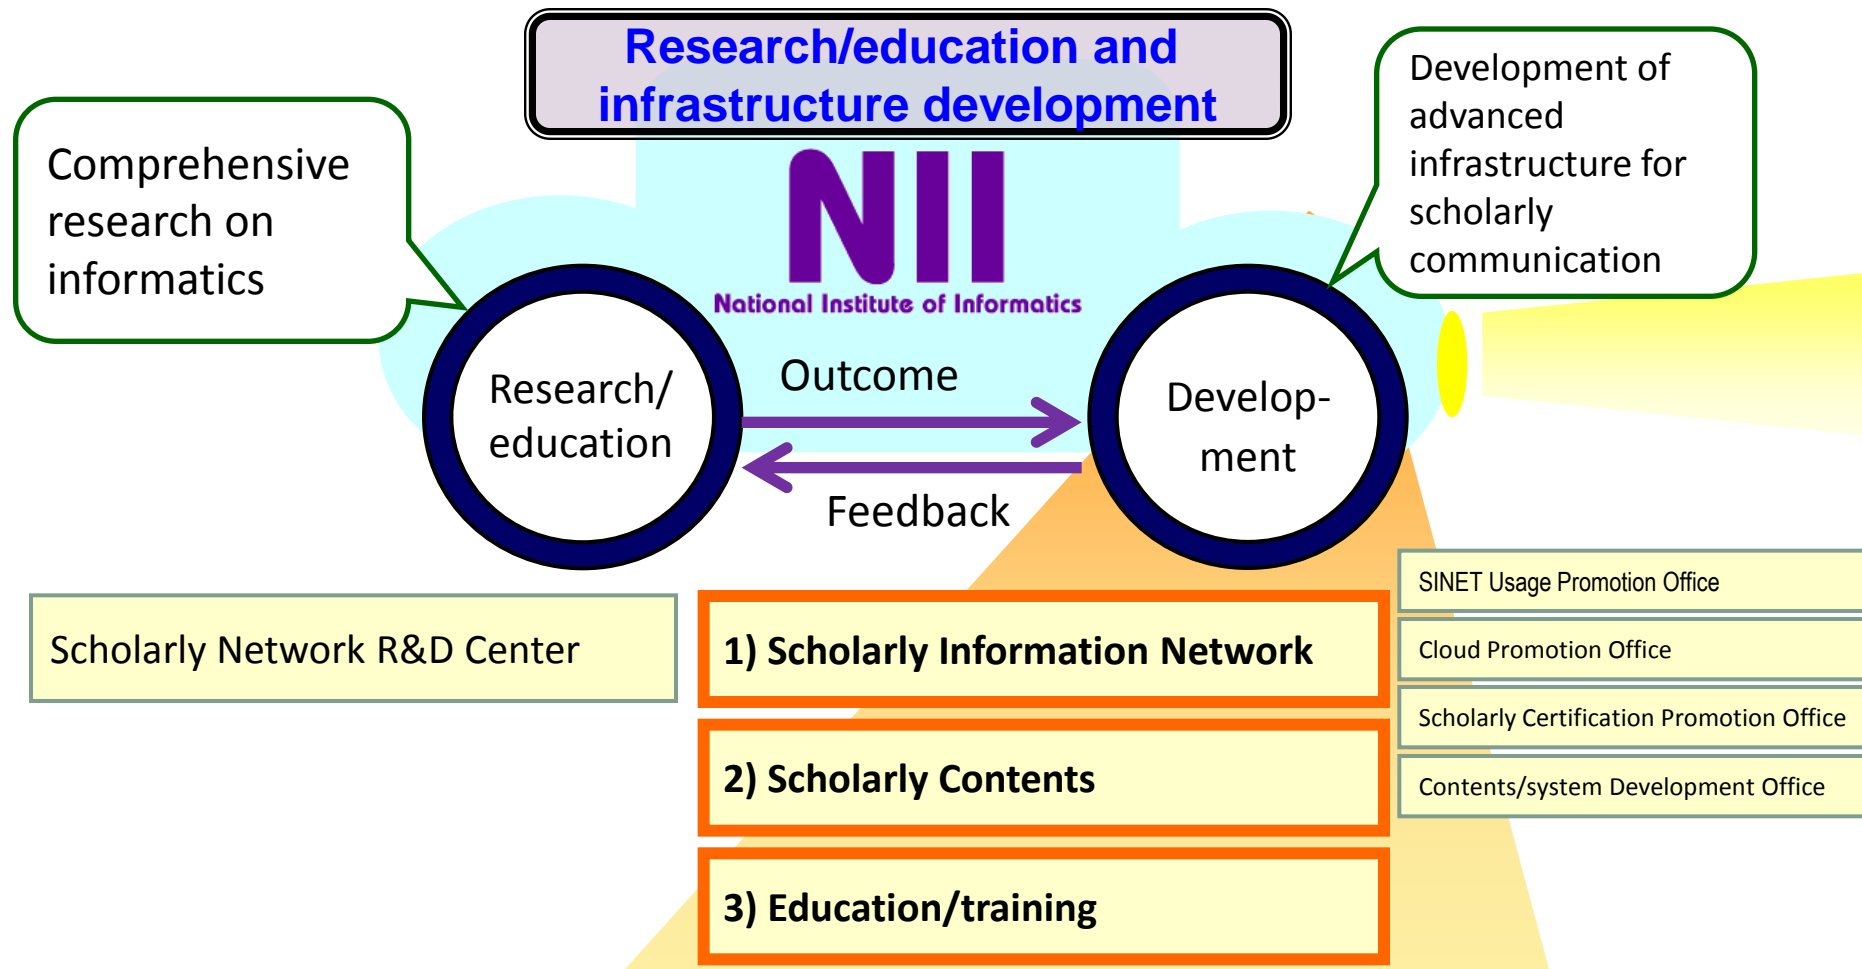 Research/education and
infrastructure development
Comprehensive
research on
informatics
Development of
advanced
infrastructure for
scholarly
communication
NII
National Institute of Informatics
Research/
education
Outcome
Feedback
Develop-
ment
Scholarly Network R&D Center
1) Scholarly Information Network
2) Scholarly Contents
3) Education/training
SINET Usage Promotion Office
Cloud Promotion Office
Scholarly Certification Promotion Office
Contents/system Development Office